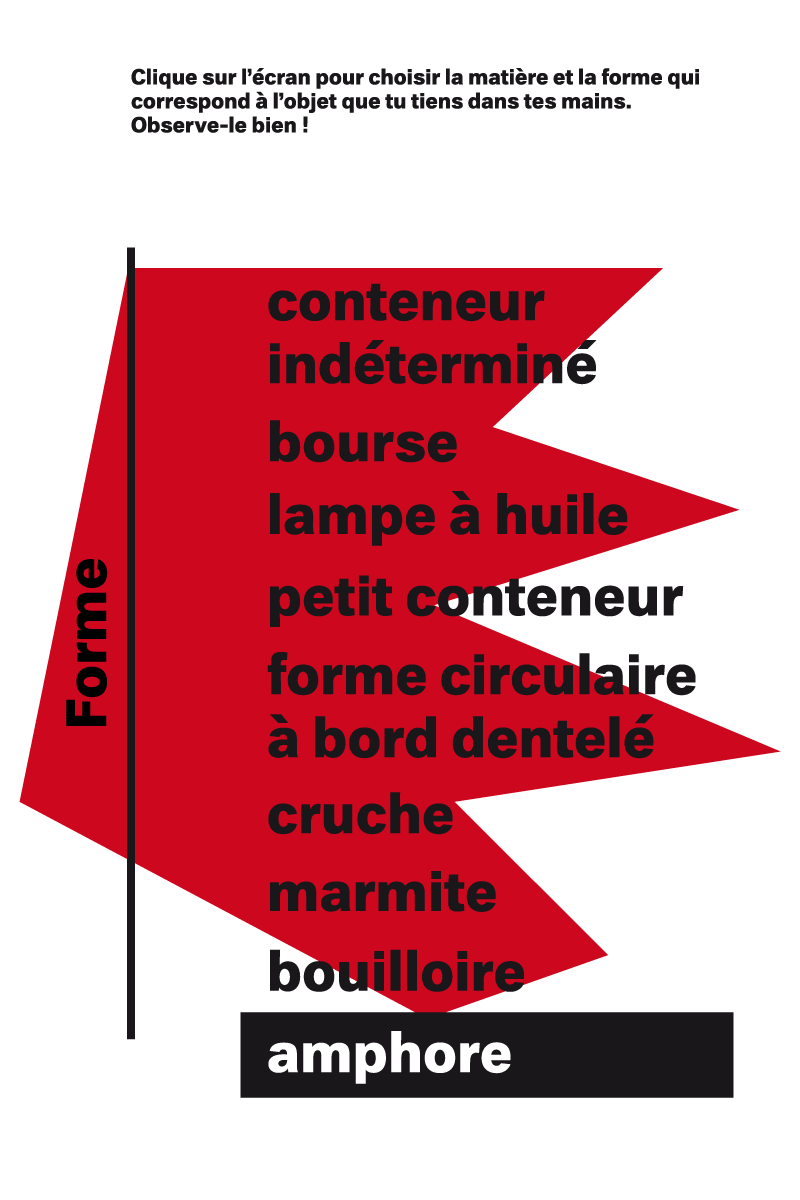 Clique sur l’écran pour choisir la matière et la forme qui
correspond à l’objet que tu tiens dans tes mains.
Observe-le bien !
Forme
conteneur
indéterminé
bourse
lampe à huile
petit conteneur
forme circulaire
à bord dentelé
cruche
marmite
bouilloire
amphore